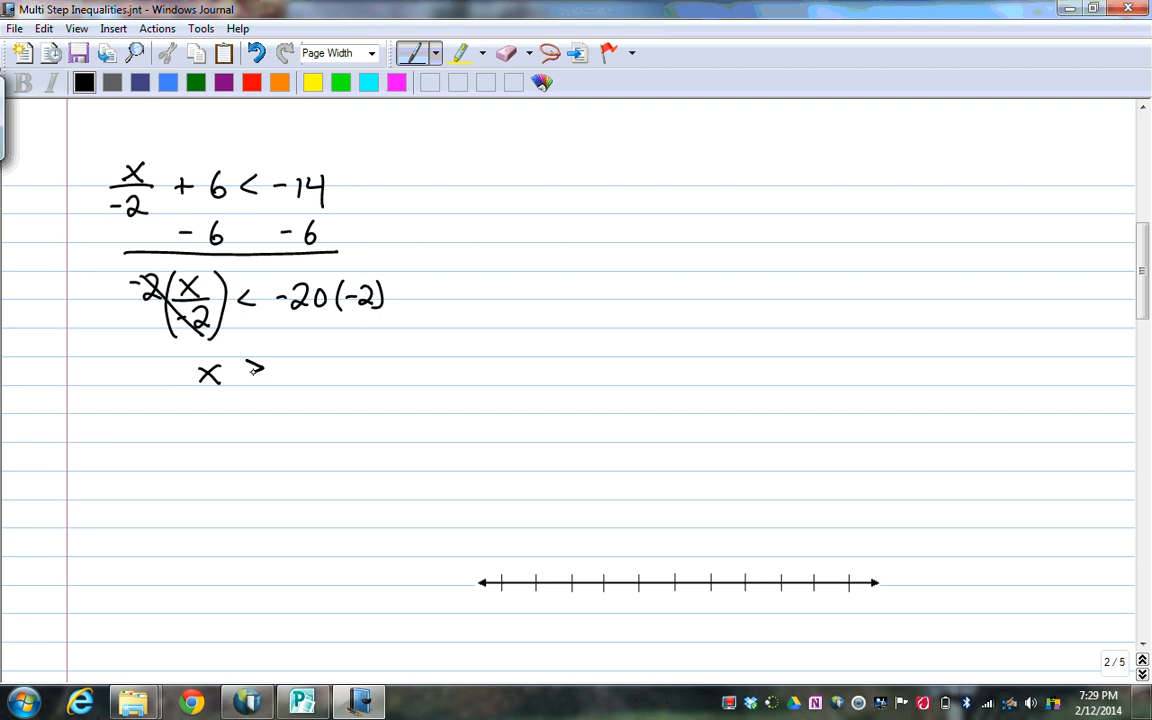 Multi Step Inequalities.jnt - Windows Journal
File Edit View Insert Actions Tools Help
Page Width
B I
x/-2 + 6 < -14
- 6 - 6
-2(x/-2) < -20(-2)
x >
2 / 5
7:29 PM
2/12/2014